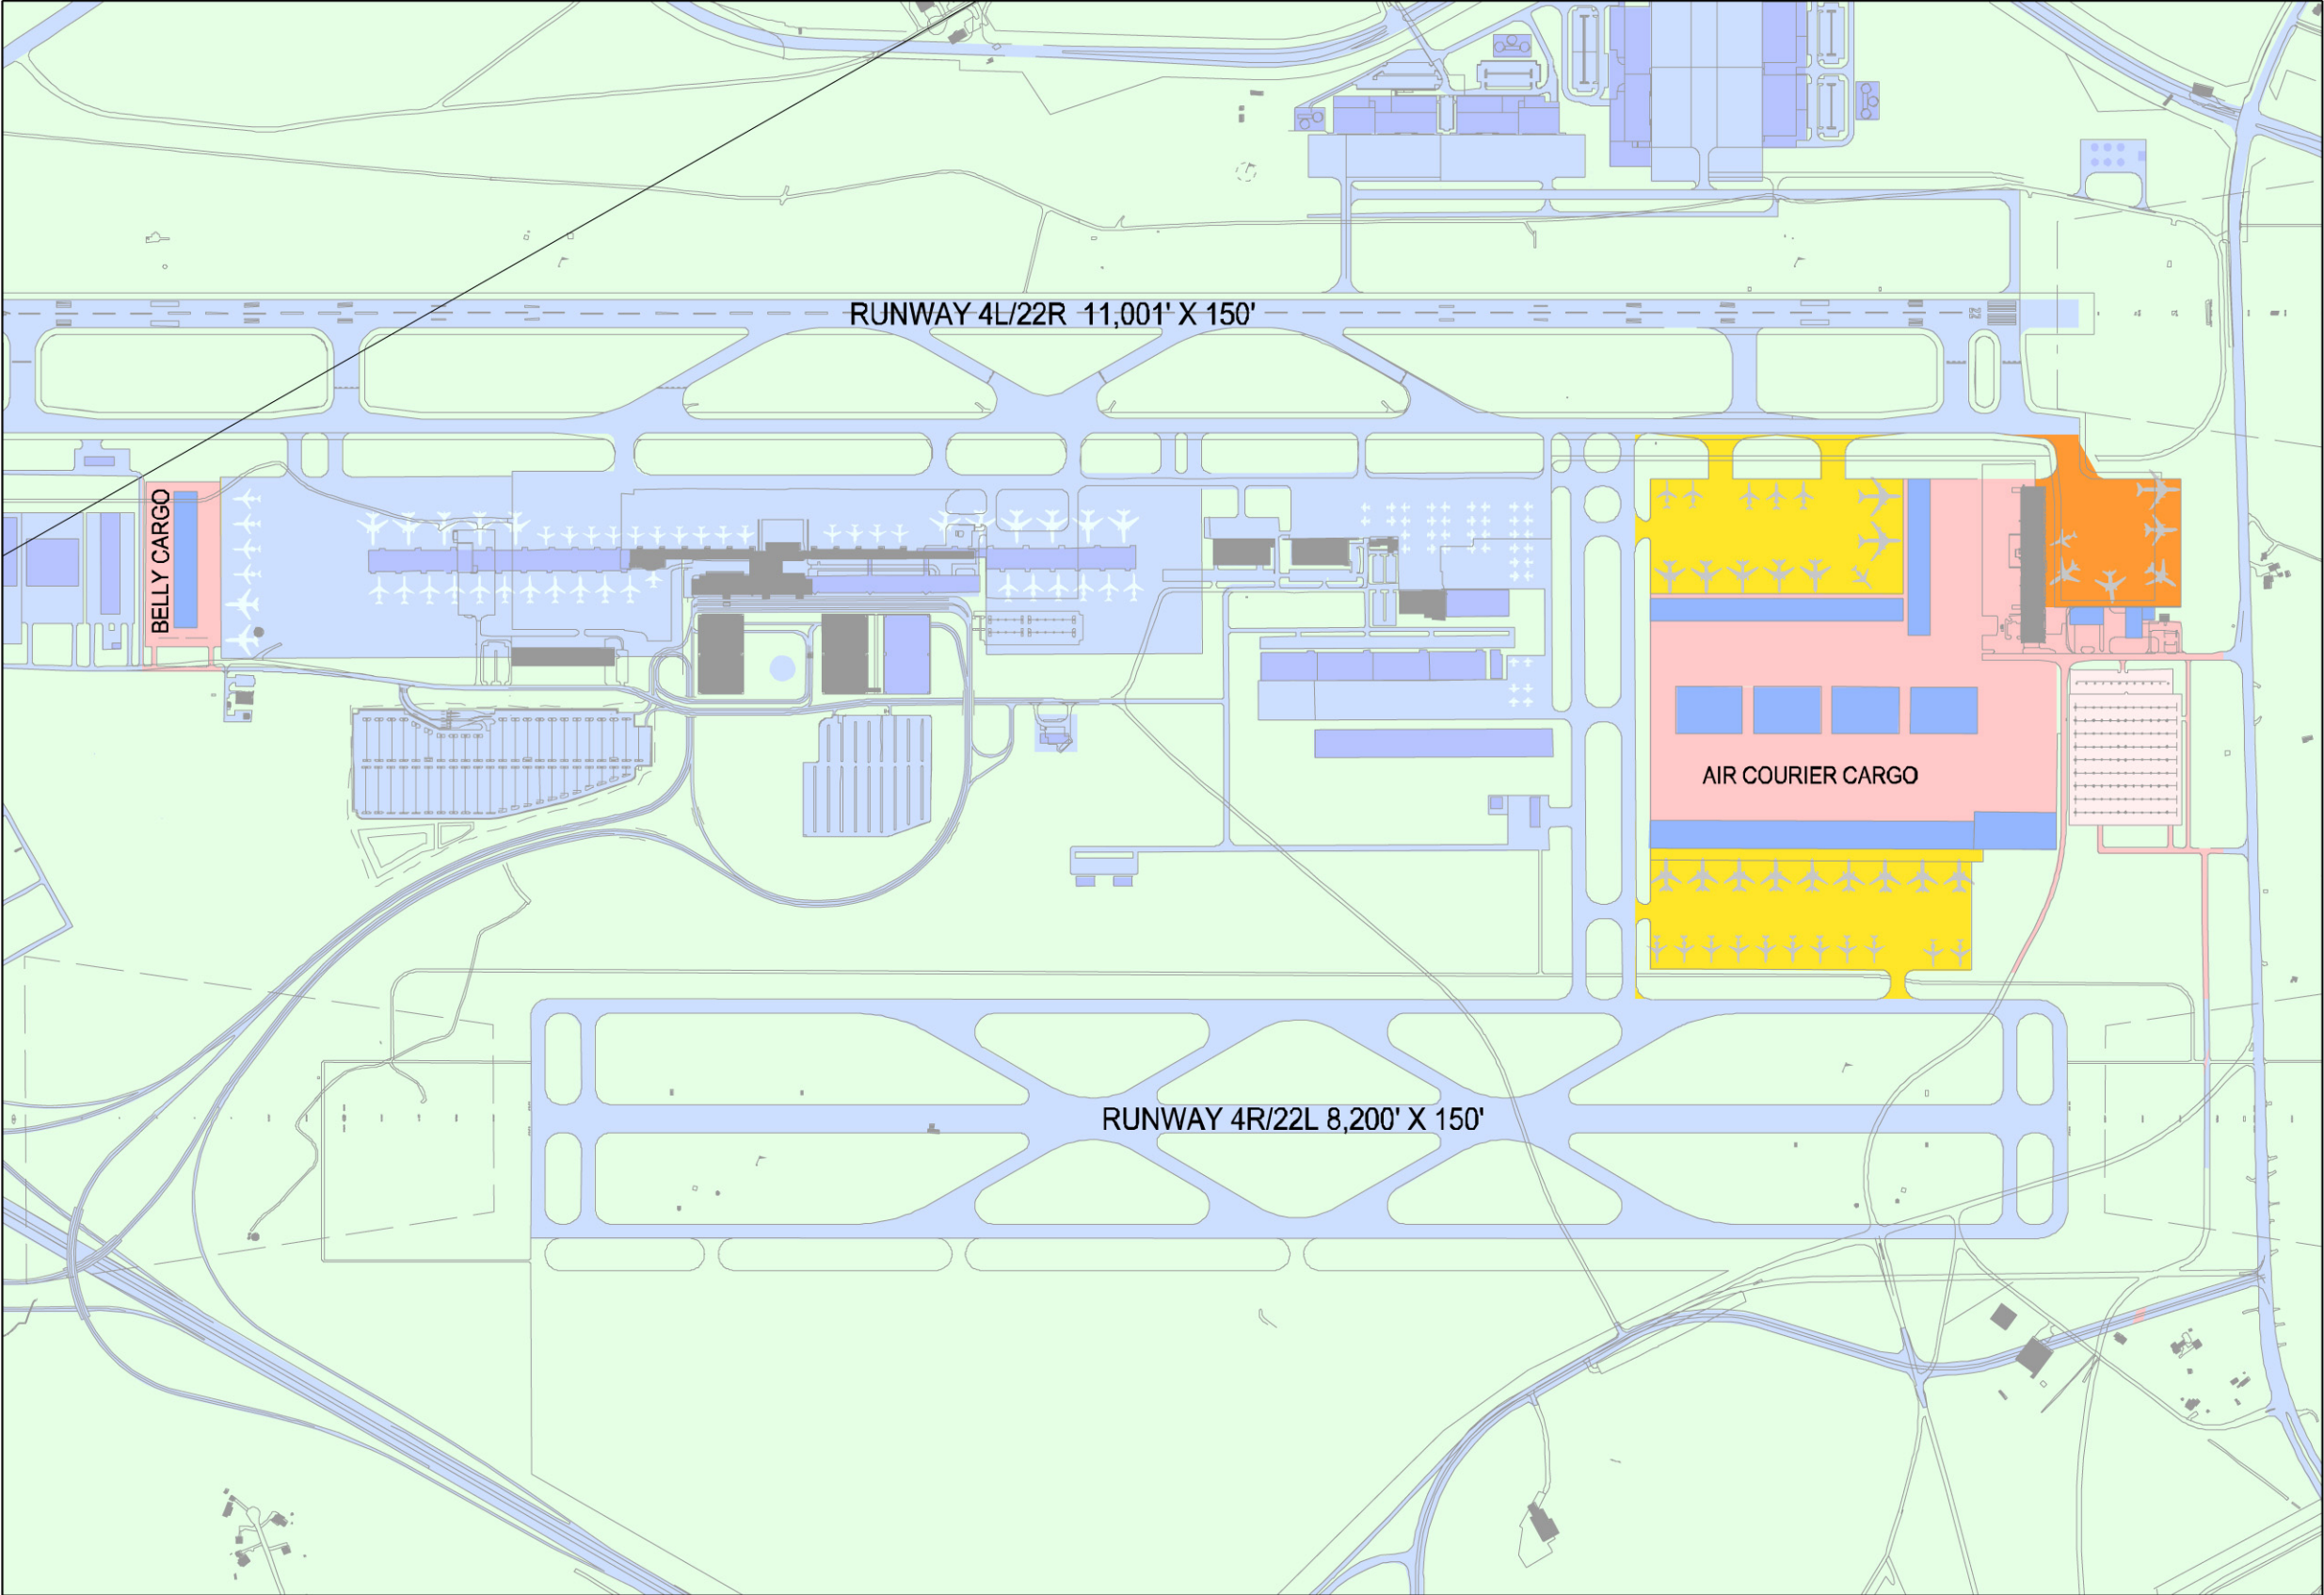 RUNWAY 4L/22R 11,001' X 150'
BELLY CARGO
AIR COURIER CARGO
RUNWAY 4R/22L 8,200' X 150'